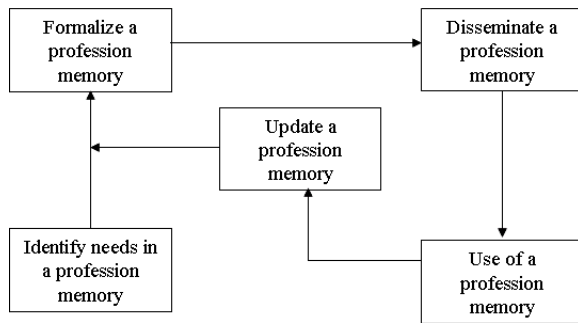 Formalize a
profession
memory
Disseminate a
profession
memory
Update a
profession
memory
Identify needs in
a profession
memory
Use of a
profession
memory